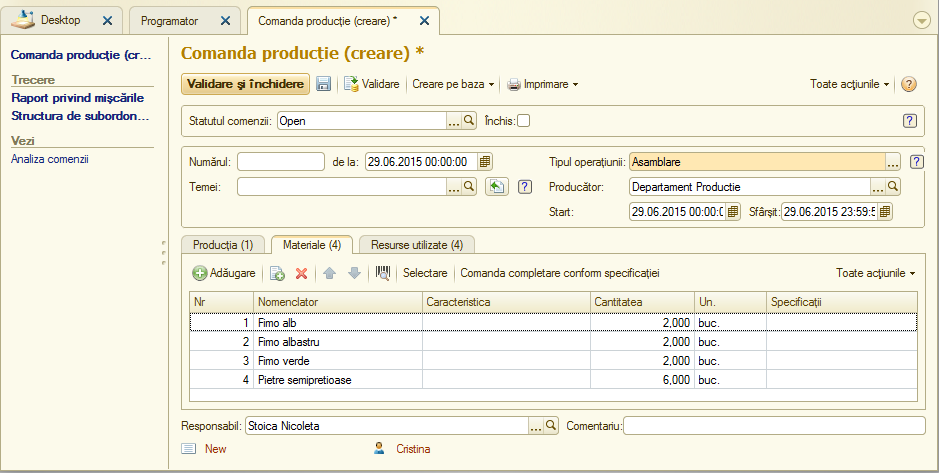 Desktop Programator Comanda producție (creare) *
Comanda producție (cr...
Trecere
Raport privind mișcările
Structura de subordon...
Vezi
Analiza comenzii
Comanda producție (creare) *
Validare și închidere Validare Creare pe baza Imprimare Toate acțiunile ?
Statutul comenzii: Open ... Închis: ?
Numărul: de la: 29.06.2015 00:00:00 Tipul operațiunii: Asamblare ... ?
Temei: ... ? Producător: Departament Productie ...
Start: 29.06.2015 00:00:0 Sfârșit: 29.06.2015 23:59:5
Producția (1) Materiale (4) Resurse utilizate (4)
Adăugare Selectare Comanda completare conform specificației Toate acțiunile
Nr Nomenclator Caracteristica Cantitatea Un. Specificații
1 Fimo alb 2,000 buc.
2 Fimo albastru 2,000 buc.
3 Fimo verde 2,000 buc.
4 Pietre semipretioase 6,000 buc.
Responsabil: Stoica Nicoleta ... Comentariu:
New Cristina